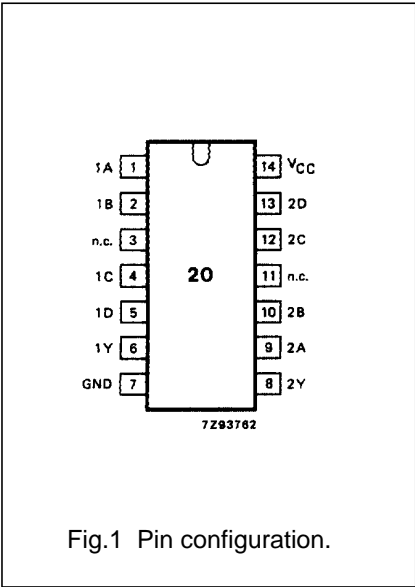 1A 1 14 VCC
1B 2 13 2D
n.c. 3 12 2C
1C 4 20 11 n.c.
1D 5 10 2B
1Y 6 9 2A
GND 7 8 2Y
7Z93762
Fig.1 Pin configuration.